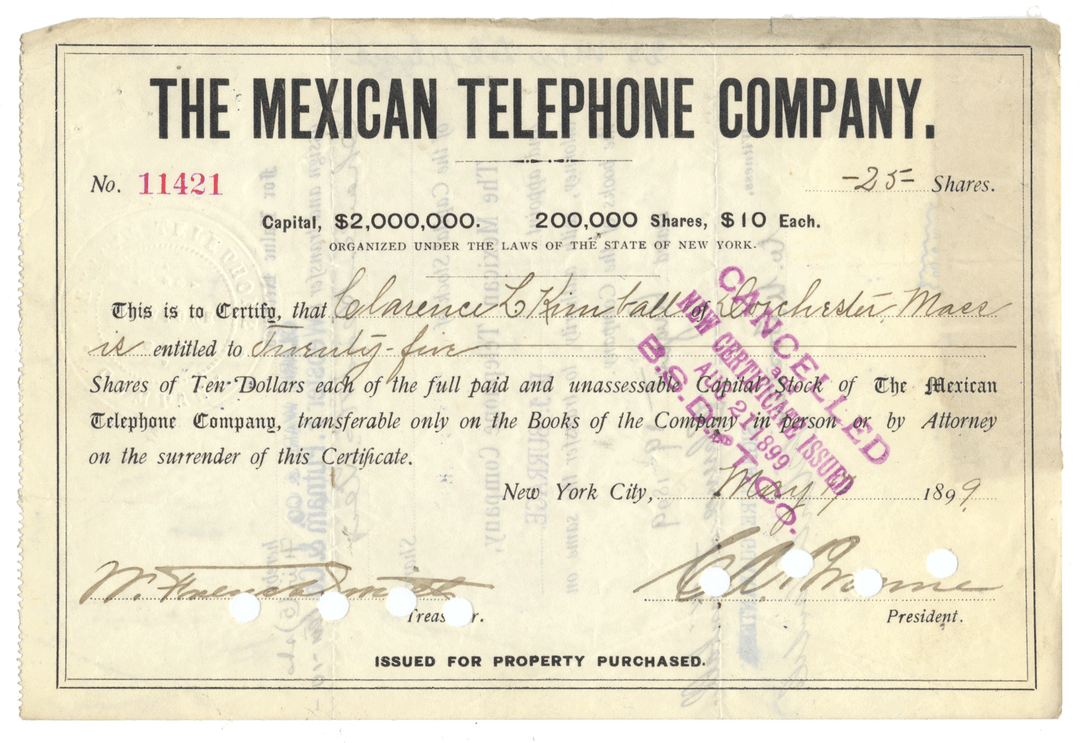 THE MEXICAN TELEPHONE COMPANY.
No. 11421 -25- Shares.
Capital, $2,000,000. 200,000 Shares, $10 Each.
ORGANIZED UNDER THE LAWS OF THE STATE OF NEW YORK.
This is to Certify, that Clarence L Kimball of Dorchester, Mass
is entitled to Twenty-five
Shares of Ten Dollars each of the full paid and unassessable Capital Stock of The Mexican
Telephone Company, transferable only on the Books of the Company in person or by Attorney
on the surrender of this Certificate.
CANCELLED
and
NEW CERTIFICATE ISSUED
AUG 21 1899
B.S.D. & T. CO.
New York City, May 1899
W. French Smith
Treasurer.
President.
ISSUED FOR PROPERTY PURCHASED.